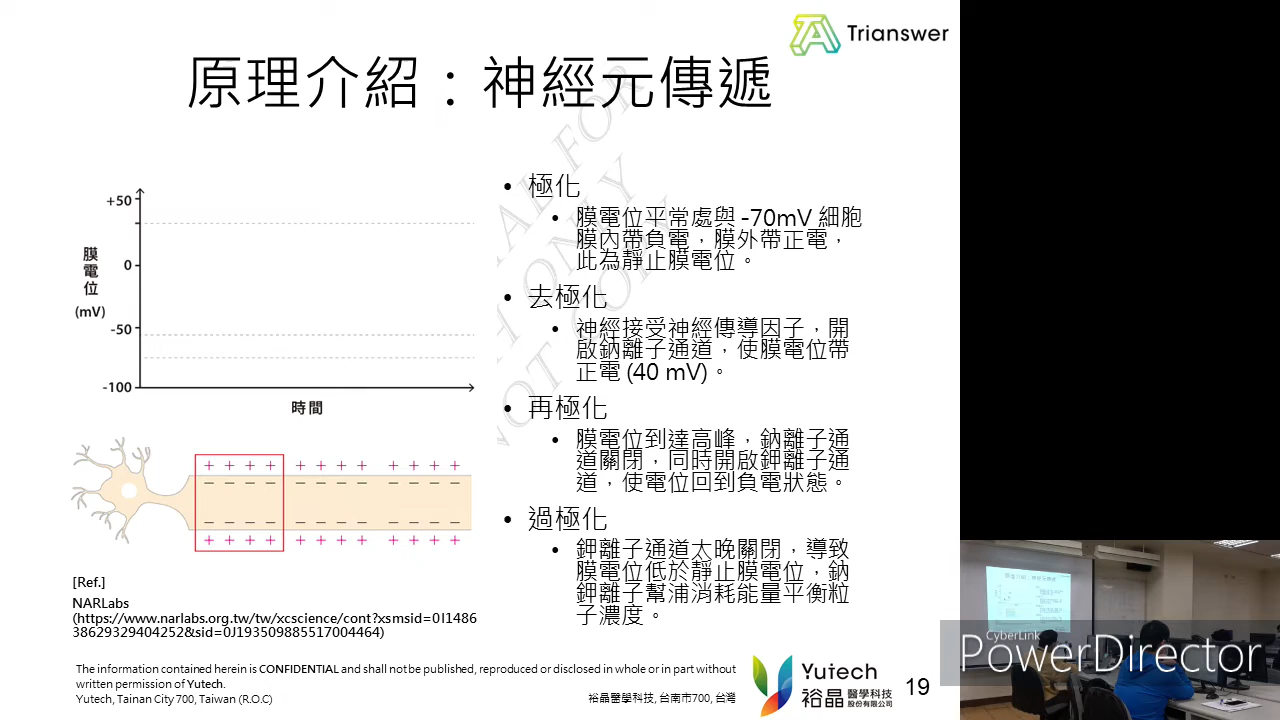 Trianswer
原理介紹：神經元傳遞
+50
0
-50
-100
膜電位
(mV)
時間
• 極化
• 膜電位平常處與 -70mV 細胞
膜內帶負電，膜外帶正電，
此為靜止膜電位。
• 去極化
• 神經接受神經傳導因子，開
啟鈉離子通道，使膜電位帶
正電 (40 mV)。
• 再極化
• 膜電位到達高峰，鈉離子通
道關閉，同時開啟鉀離子通
道，使電位回到負電狀態。
• 過極化
• 鉀離子通道太晚關閉，導致
膜電位低於靜止膜電位，鈉
鉀離子幫浦消耗能量平衡粒
子濃度。
+ + + + + + + + + + + +
− − − − − − − − − − − −
− − − − − − − − − − − −
+ + + + + + + + + + + +
[Ref.]
NARLabs
(https://www.narlabs.org.tw/tw/xcscience/cont?xsmsid=0I1486
38629329404252&sid=0J193509885517004464)
The information contained herein is CONFIDENTIAL and shall not be published, reproduced or disclosed in whole or in part without
written permission of Yutech.
Yutech, Tainan City 700, Taiwan (R.O.C)
裕晶醫學科技, 台南市700, 台灣
Yutech
裕晶 醫學科技
股份有限公司
19
原理介紹：神經元傳遞
CyberLink
PowerDirector